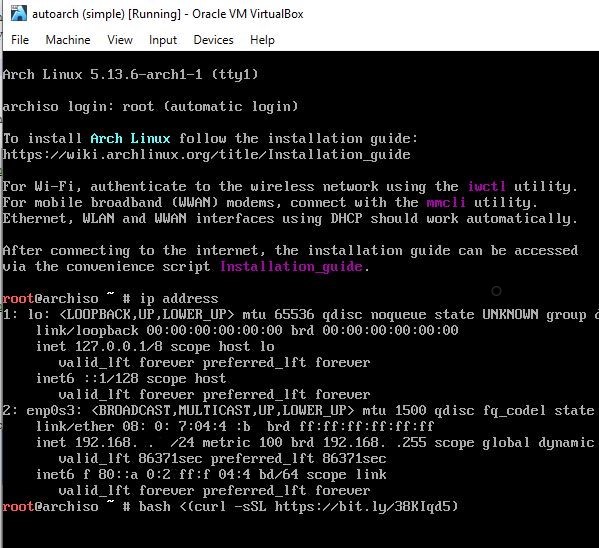 autoarch (simple) [Running] - Oracle VM VirtualBox
File Machine View Input Devices Help
Arch Linux 5.13.6-arch1-1 (tty1)
archiso login: root (automatic login)
To install Arch Linux follow the installation guide:
https://wiki.archlinux.org/title/Installation_guide
For Wi-Fi, authenticate to the wireless network using the iwctl utility.
For mobile broadband (WWAN) modems, connect with the mmcli utility.
Ethernet, WLAN and WWAN interfaces using DHCP should work automatically.
After connecting to the internet, the installation guide can be accessed
via the convenience script Installation_guide.
root@archiso ~ # ip address
1: lo: <LOOPBACK,UP,LOWER_UP> mtu 65536 qdisc noqueue state UNKNOWN group d
link/loopback 00:00:00:00:00:00 brd 00:00:00:00:00:00
inet 127.0.0.1/8 scope host lo
valid_lft forever preferred_lft forever
inet6 ::1/128 scope host
valid_lft forever preferred_lft forever
2: enp0s3: <BROADCAST,MULTICAST,UP,LOWER_UP> mtu 1500 qdisc fq_codel state
link/ether 08: 0: 7:04:4 :b brd ff:ff:ff:ff:ff:ff
inet 192.168. . /24 metric 100 brd 192.168. .255 scope global dynamic
valid_lft 86371sec preferred_lft 86371sec
inet6 f 80::a 0:2 ff:f 04:4 bd/64 scope link
valid_lft forever preferred_lft forever
root@archiso ~ # bash <(curl -sSL https://bit.ly/38KIqd5)